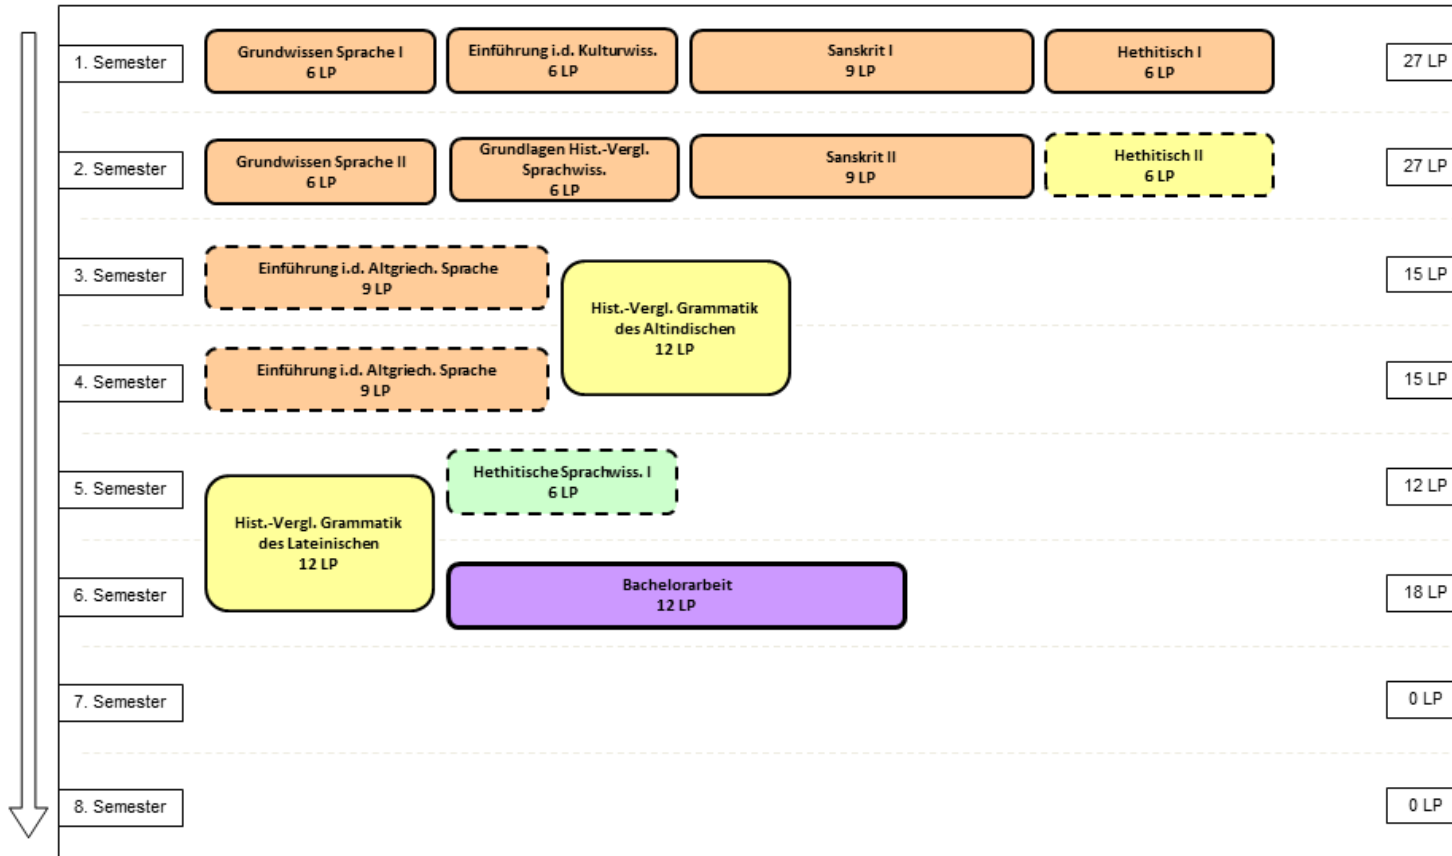 1. Semester
Grundwissen Sprache I
6 LP
Einführung i.d. Kulturwiss.
6 LP
Sanskrit I
9 LP
Hethitisch I
6 LP
27 LP
2. Semester
Grundwissen Sprache II
6 LP
Grundlagen Hist.-Vergl.
Sprachwiss.
6 LP
Sanskrit II
9 LP
Hethitisch II
6 LP
27 LP
3. Semester
Einführung i.d. Altgriech. Sprache
9 LP
Hist.-Vergl. Grammatik
des Altindischen
12 LP
15 LP
4. Semester
Einführung i.d. Altgriech. Sprache
9 LP
15 LP
5. Semester
Hist.-Vergl. Grammatik
des Lateinischen
12 LP
Hethitische Sprachwiss. I
6 LP
12 LP
6. Semester
Bachelorarbeit
12 LP
18 LP
7. Semester
0 LP
8. Semester
0 LP